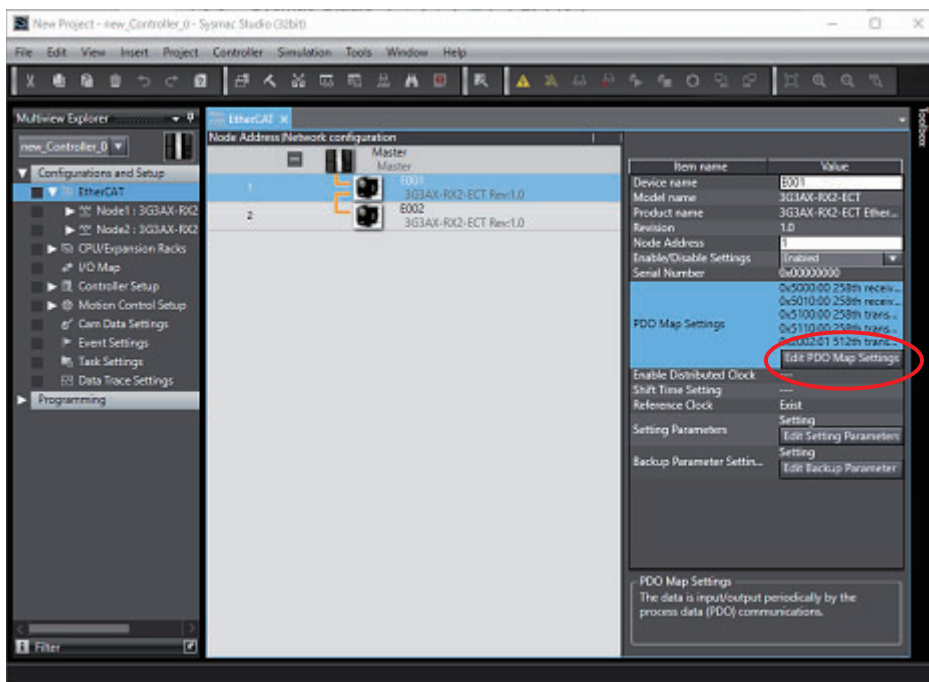 New Project - new_Controller_0 - Sysmac Studio (32bit)
File Edit View Insert Project Controller Simulation Tools Window Help
Multiview Explorer
new_Controller_0
Configurations and Setup
EtherCAT
Node1 : 3G3AX-RX2
Node2 : 3G3AX-RX2
CPU/Expansion Racks
I/O Map
Controller Setup
Motion Control Setup
Cam Data Settings
Event Settings
Task Settings
Data Trace Settings
Programming
Filter
EtherCAT
Node Address Network configuration
Master
Master
1
E001
3G3AX-RX2-ECT Rev:1.0
2
E002
3G3AX-RX2-ECT Rev:1.0
Item name Value
Device name E001
Model name 3G3AX-RX2-ECT
Product name 3G3AX-RX2-ECT Ether...
Revision 1.0
Node Address 1
Enable/Disable Settings Enabled
Serial Number 0x00000000
PDO Map Settings
0x5000:00 258th receiv...
0x5010:00 258th receiv...
0x5100:00 258th trans...
0x5110:00 258th trans...
0x2002:01 512th trans...
Edit PDO Map Settings
Enable Distributed Clock ---
Shift Time Setting ---
Reference Clock Exist
Setting Parameters
Setting
Edit Setting Parameters
Backup Parameter Settin...
Setting
Edit Backup Parameter
PDO Map Settings
The data is input/output periodically by the
process data (PDO) communications.
Toolbox